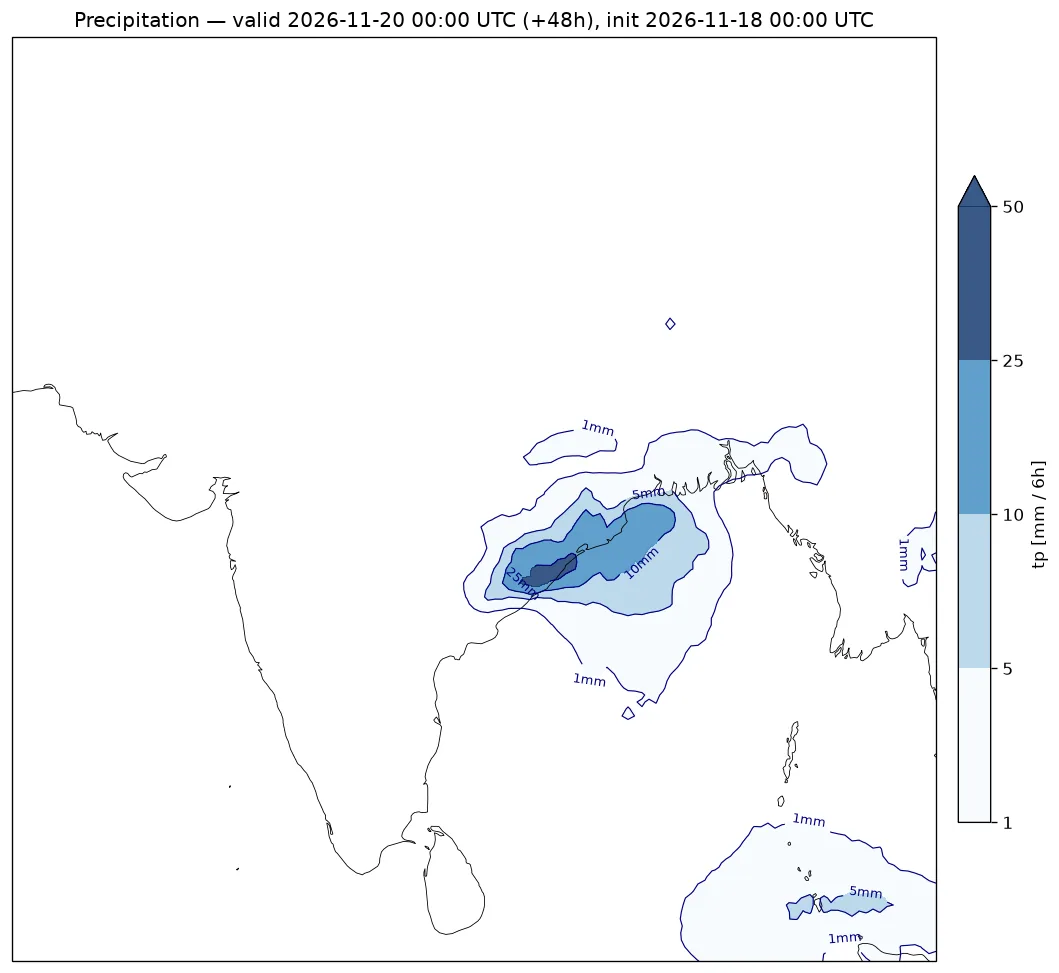 Precipitation — valid 2026-11-20 00:00 UTC (+48h), init 2026-11-18 00:00 UTC
50
25
10
5
1
tp [mm / 6h]
1mm
5mm
10mm
25mm
1mm
1mm
1mm
5mm
1mm